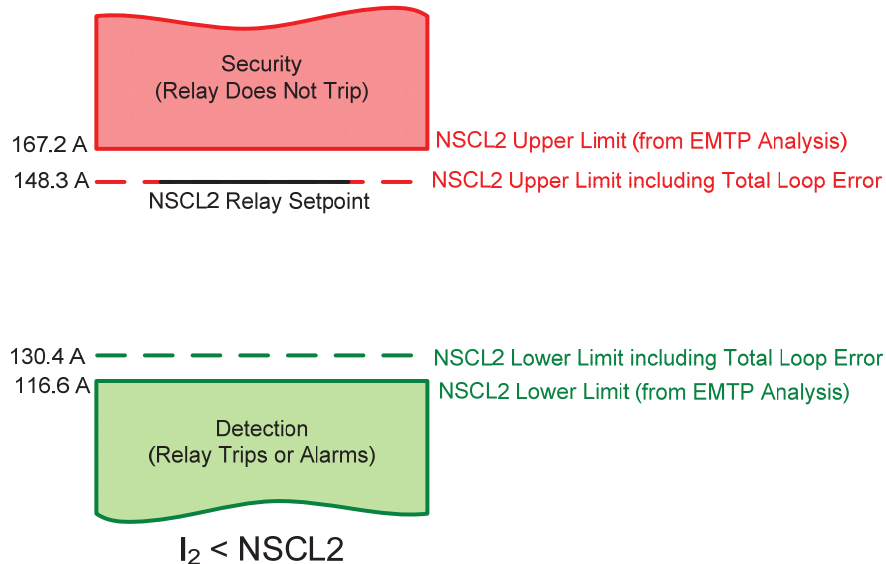 Security
(Relay Does Not Trip)
167.2 A
NSCL2 Upper Limit (from EMTP Analysis)
148.3 A
NSCL2 Upper Limit including Total Loop Error
NSCL2 Relay Setpoint
130.4 A
NSCL2 Lower Limit including Total Loop Error
116.6 A
NSCL2 Lower Limit (from EMTP Analysis)
Detection
(Relay Trips or Alarms)
I₂ < NSCL2